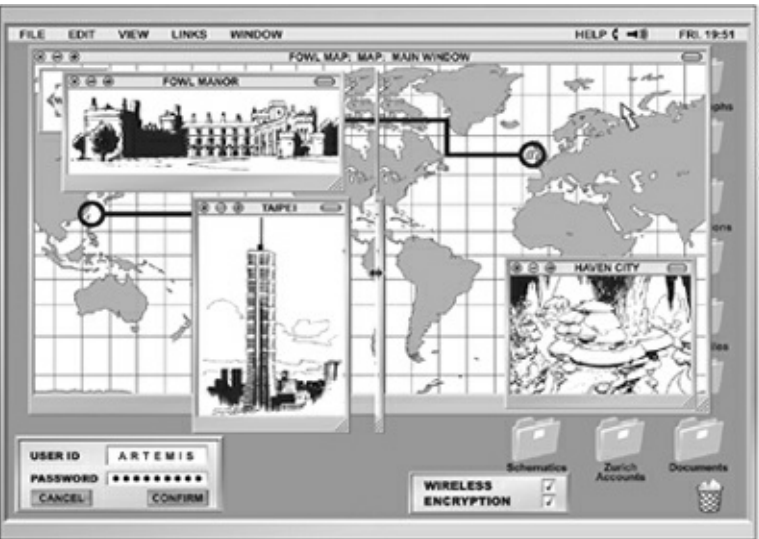 FILE EDIT VIEW LINKS WINDOW HELP FRI. 19:51
FOWL MAP: MAP: MAIN WINDOW
FOWL MANOR
TAIPEI
HAVEN CITY
USER ID ARTEMIS
PASSWORD •••••••••
CANCEL CONFIRM
WIRELESS
ENCRYPTION
Schematics
Zurich
Accounts
Documents